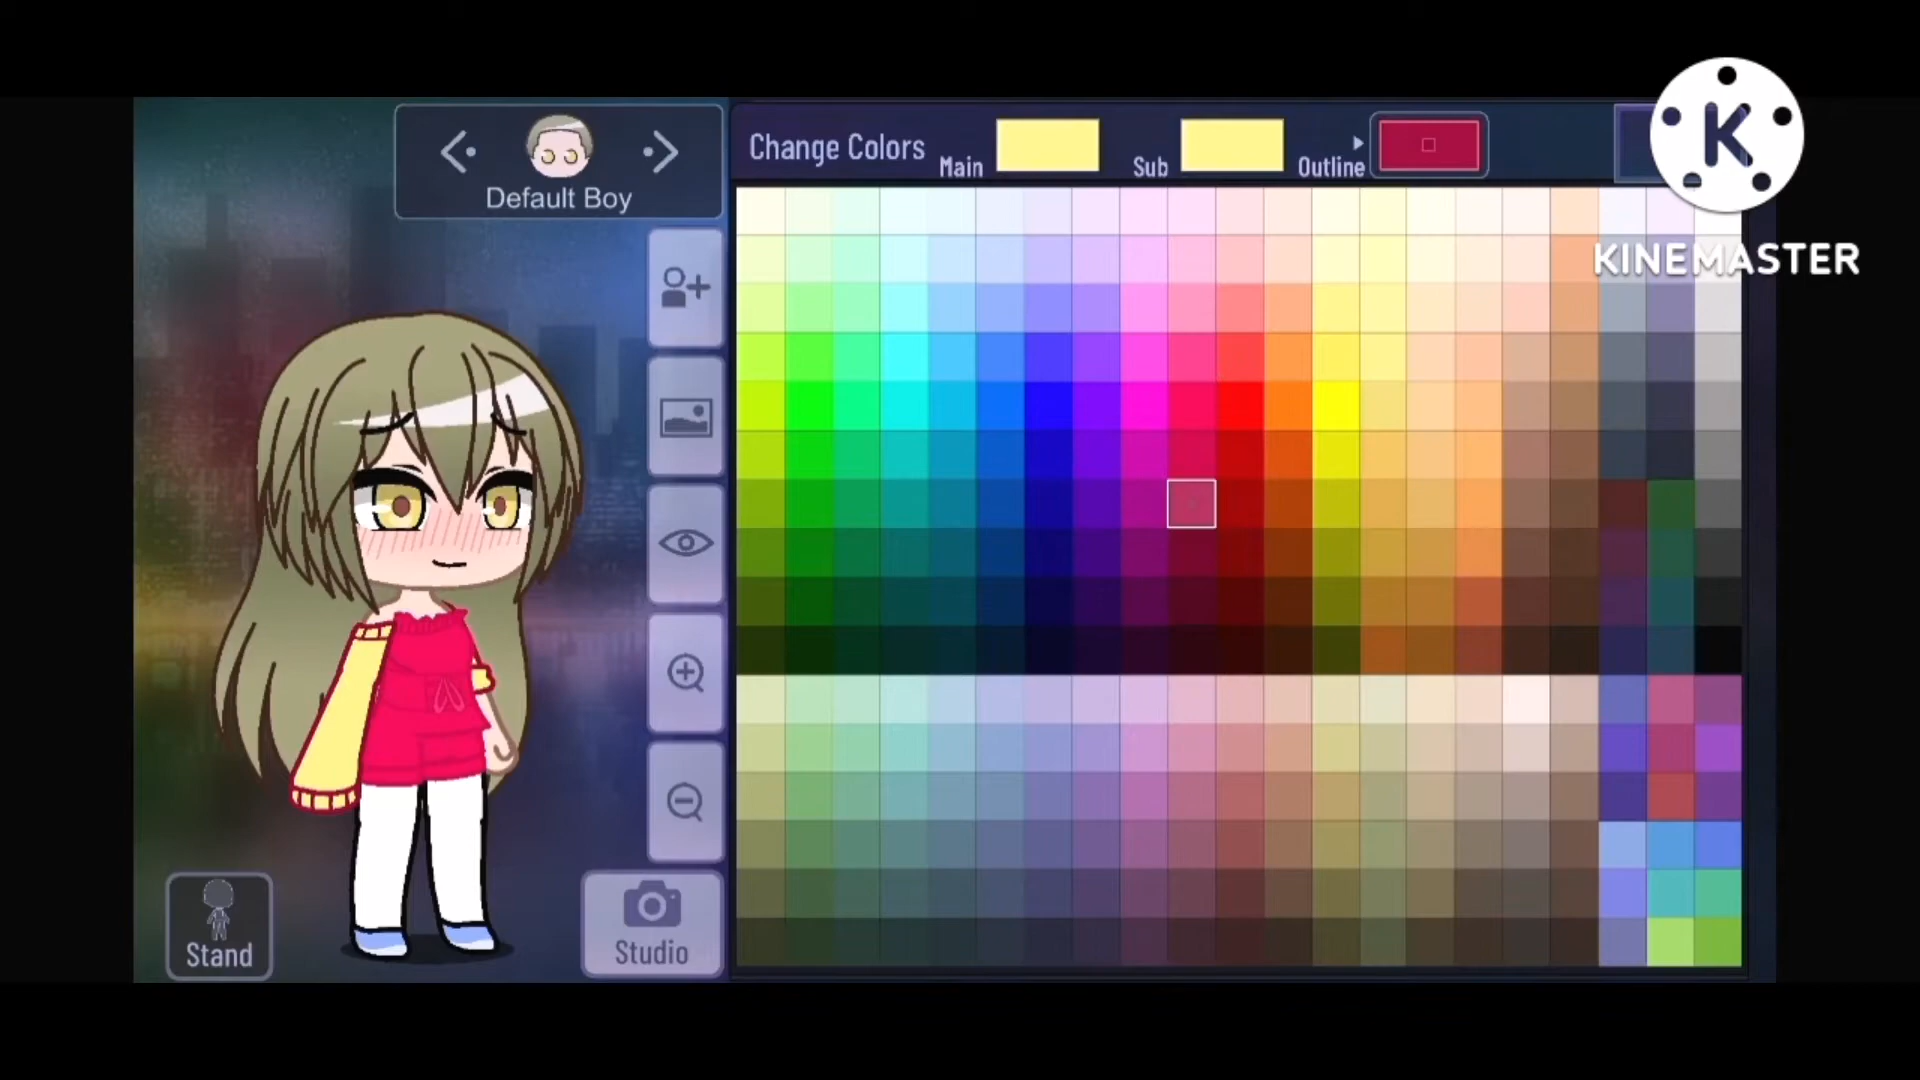 Default Boy
Change Colors
Main
Sub
Outline
K
KINEMASTER
Stand
Studio